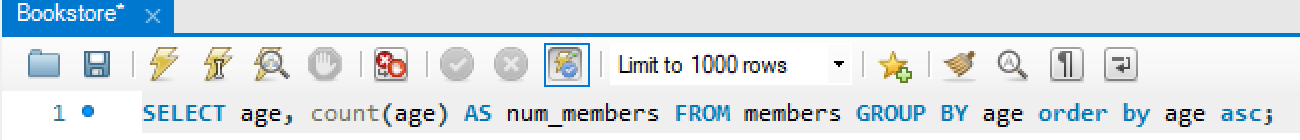 Bookstore*
Limit to 1000 rows
1 SELECT age, count(age) AS num_members FROM members GROUP BY age order by age asc;